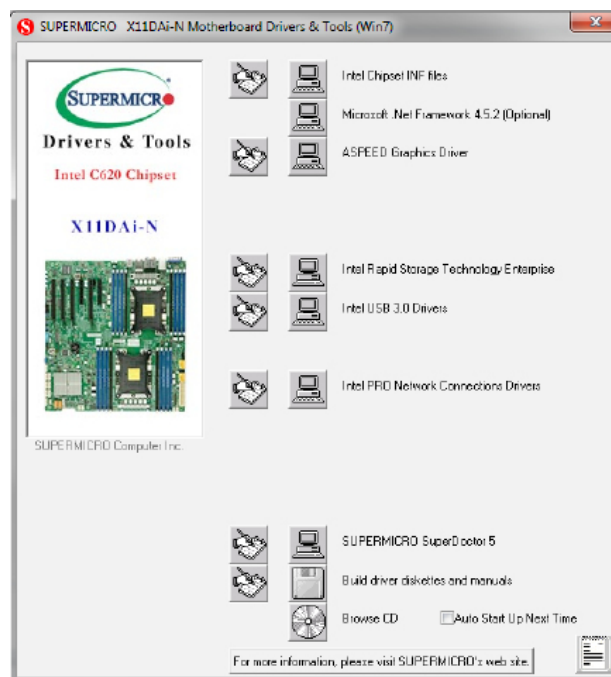 SUPERMICRO X11DAi-N Motherboard Drivers & Tools (Win7)
SUPERMICR
Drivers & Tools
Intel C620 Chipset
X11DAi-N
SUPERMICRO Computer Inc.
Intel Chipset INF files
Microsoft .Net Framework 4.5.2 (Optional)
ASPEED Graphics Driver
Intel Rapid Storage Technology Enterprise
Intel USB 3.0 Drivers
Intel PRO Network Connections Drivers
SUPERMICRO SuperDoctor 5
Build driver diskettes and manuals
Browse CD
Auto Start Up Next Time
For more information, please visit SUPERMICRO's web site.